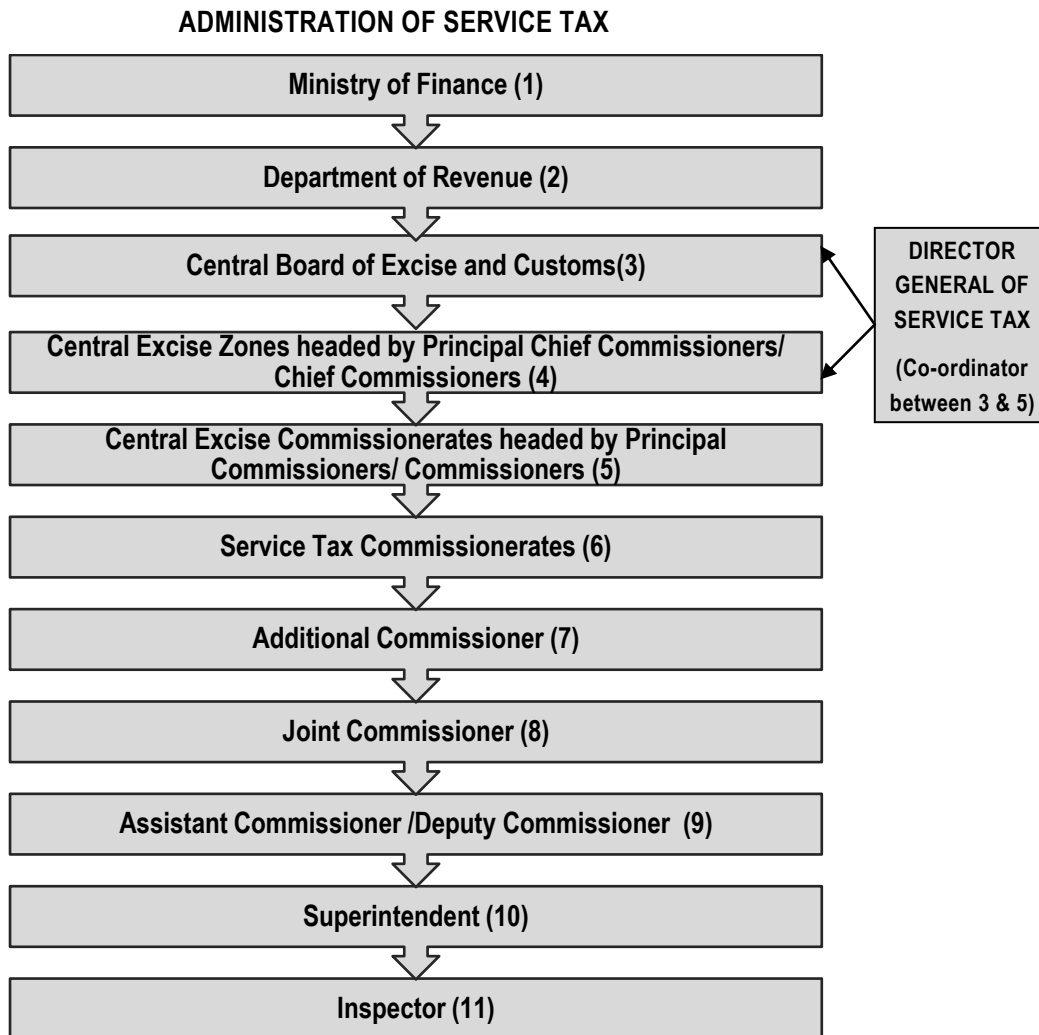 ADMINISTRATION OF SERVICE TAX
Ministry of Finance (1)
Department of Revenue (2)
Central Board of Excise and Customs(3)
Central Excise Zones headed by Principal Chief Commissioners/
Chief Commissioners (4)
Central Excise Commissionerates headed by Principal
Commissioners/ Commissioners (5)
Service Tax Commissionerates (6)
Additional Commissioner (7)
Joint Commissioner (8)
Assistant Commissioner /Deputy Commissioner (9)
Superintendent (10)
Inspector (11)
DIRECTOR
GENERAL OF
SERVICE TAX
(Co-ordinator
between 3 & 5)